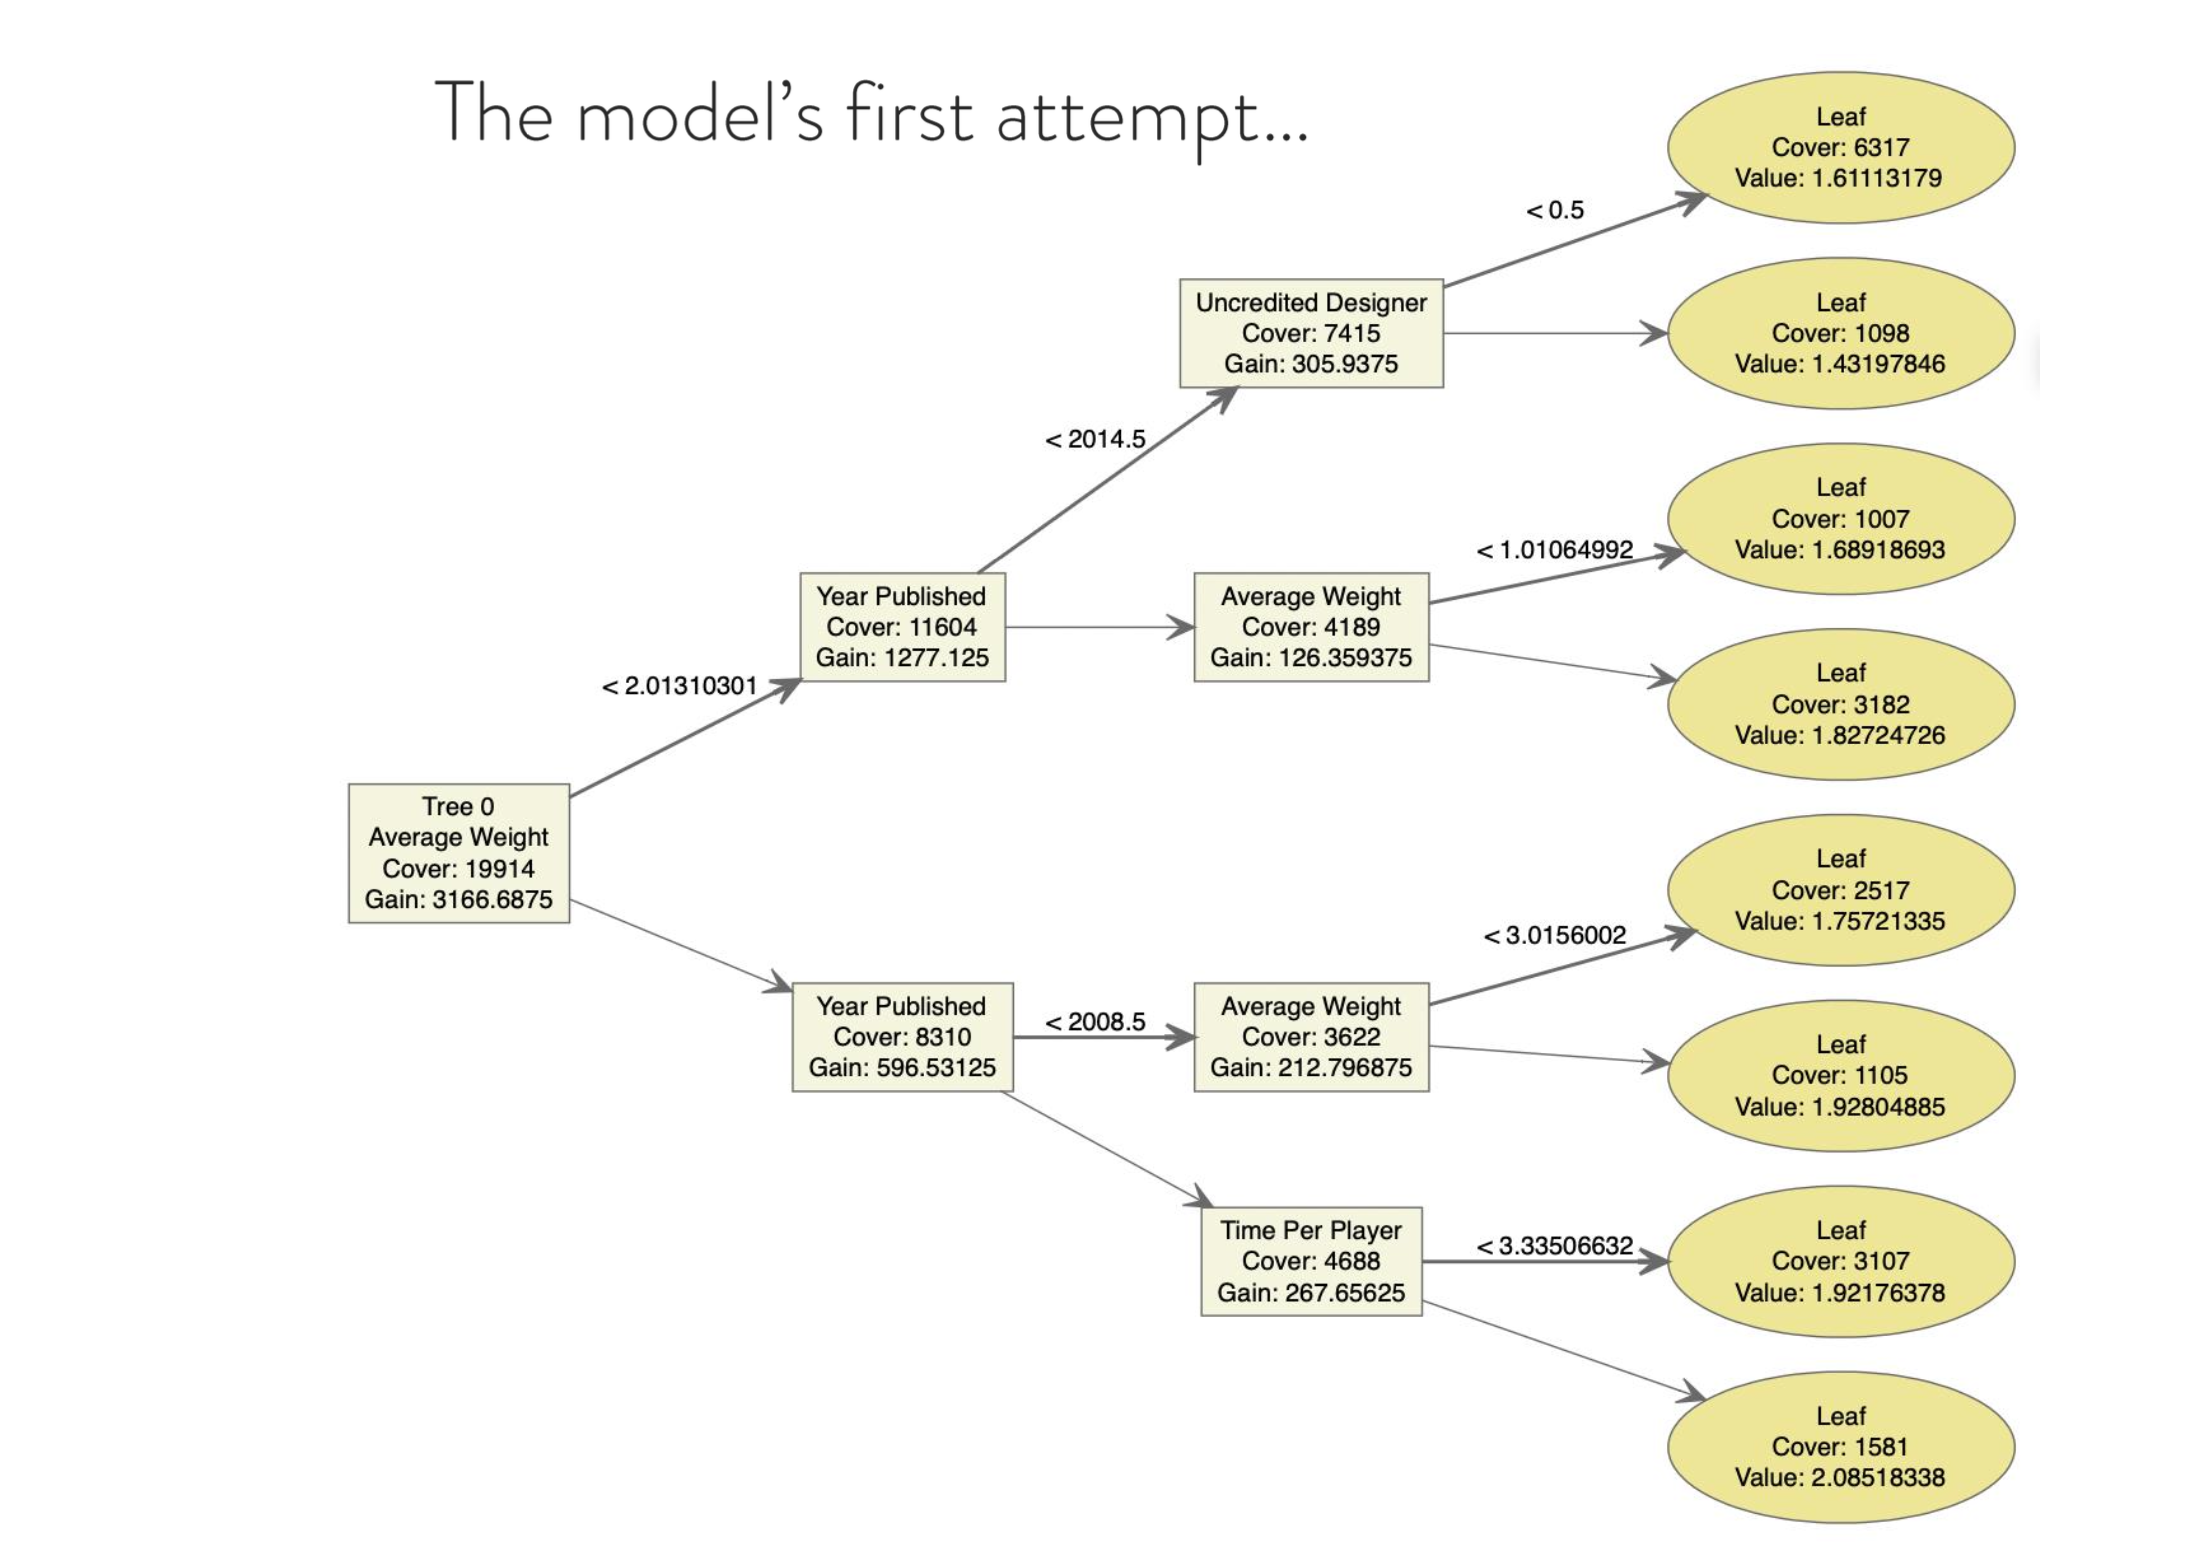 The model’s first attempt...
Leaf
Cover: 6317
Value: 1.61113179
< 0.5
Uncredited Designer
Cover: 7415
Gain: 305.9375
Leaf
Cover: 1098
Value: 1.43197846
< 2014.5
Leaf
Cover: 1007
Value: 1.68918693
< 1.01064992
Year Published
Cover: 11604
Gain: 1277.125
Average Weight
Cover: 4189
Gain: 126.359375
Leaf
Cover: 3182
Value: 1.82724726
< 2.01310301
Tree 0
Average Weight
Cover: 19914
Gain: 3166.6875
Leaf
Cover: 2517
Value: 1.75721335
< 3.0156002
Year Published
Cover: 8310
Gain: 596.53125
< 2008.5
Average Weight
Cover: 3622
Gain: 212.796875
Leaf
Cover: 1105
Value: 1.92804885
Time Per Player
Cover: 4688
Gain: 267.65625
< 3.33506632
Leaf
Cover: 3107
Value: 1.92176378
Leaf
Cover: 1581
Value: 2.08518338